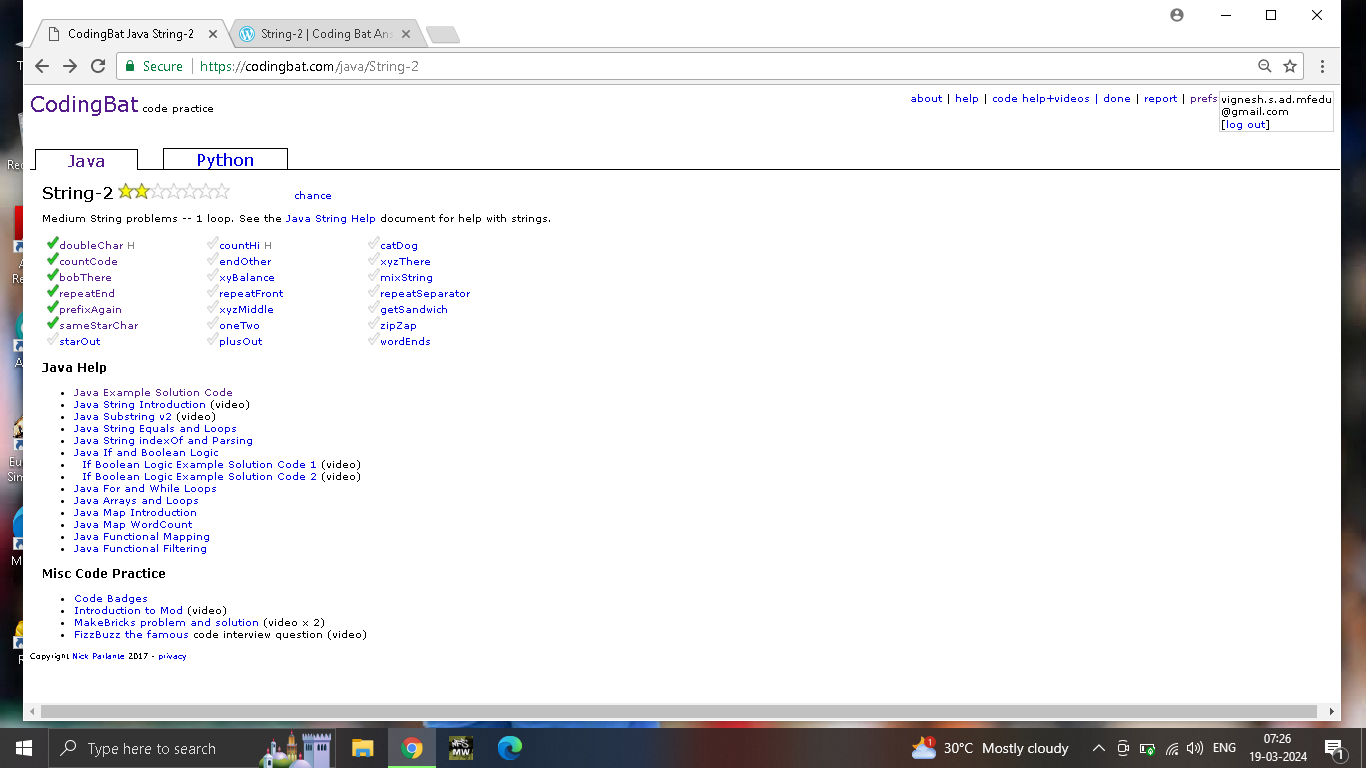 CodingBat Java String-2
String-2 | Coding Bat Ans
Secure
https://codingbat.com/java/String-2
CodingBat code practice
about | help | code help+videos | done | report | prefs
vignesh.s.ad.mfedu
@gmail.com
[log out]
Java
Python
String-2
chance
Medium String problems -- 1 loop. See the Java String Help document for help with strings.
doubleChar H
countHi H
catDog
countCode
endOther
xyzThere
bobThere
xyBalance
mixString
repeatEnd
repeatFront
repeatSeparator
prefixAgain
xyzMiddle
getSandwich
sameStarChar
oneTwo
zipZap
starOut
plusOut
wordEnds
Java Help
Java Example Solution Code
Java String Introduction (video)
Java Substring v2 (video)
Java String Equals and Loops
Java String indexOf and Parsing
Java If and Boolean Logic
If Boolean Logic Example Solution Code 1 (video)
If Boolean Logic Example Solution Code 2 (video)
Java For and While Loops
Java Arrays and Loops
Java Map Introduction
Java Map WordCount
Java Functional Mapping
Java Functional Filtering
Misc Code Practice
Code Badges
Introduction to Mod (video)
MakeBricks problem and solution (video x 2)
FizzBuzz the famous code interview question (video)
Copyright Nick Parlante 2017 - privacy
Type here to search
MW
1
30°C Mostly cloudy
ENG
07:26
19-03-2024
1